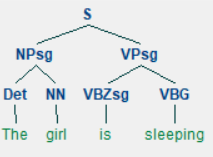 S
NPsg VPsg
Det NN VBZsg VBG
The girl is sleeping